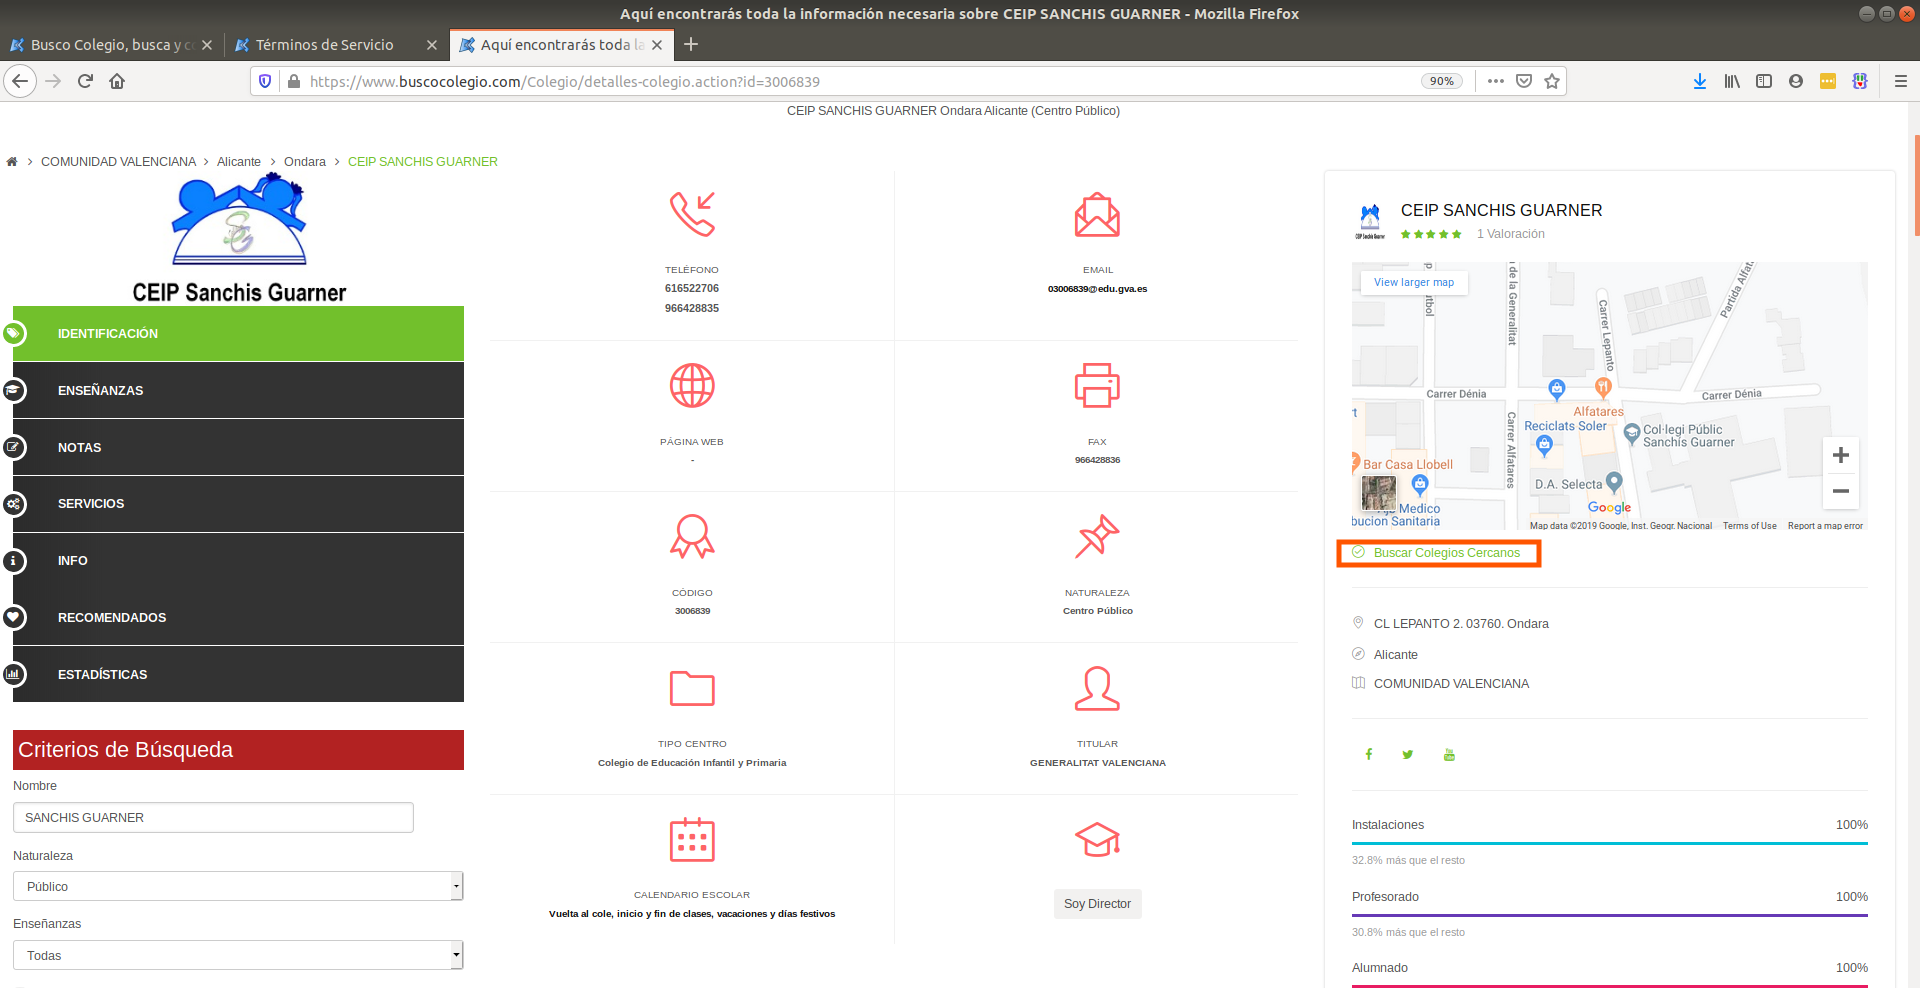 Aquí encontrarás toda la información necesaria sobre CEIP SANCHIS GUARNER - Mozilla Firefox
Busco Colegio, busca y co
Términos de Servicio
Aquí encontrarás toda la
https://www.buscocolegio.com/Colegio/detalles-colegio.action?id=3006839
90%
CEIP SANCHIS GUARNER Ondara Alicante (Centro Público)
COMUNIDAD VALENCIANA > Alicante > Ondara > CEIP SANCHIS GUARNER
CEIP Sanchis Guarner
IDENTIFICACIÓN
ENSEÑANZAS
NOTAS
SERVICIOS
INFO
RECOMENDADOS
ESTADÍSTICAS
Criterios de Búsqueda
Nombre
SANCHIS GUARNER
Naturaleza
Público
Enseñanzas
Todas
TELÉFONO
616522706
966428835
EMAIL
03006839@edu.gva.es
PÁGINA WEB
-
FAX
966428836
CÓDIGO
3006839
NATURALEZA
Centro Público
TIPO CENTRO
Colegio de Educación Infantil y Primaria
TITULAR
GENERALITAT VALENCIANA
CALENDARIO ESCOLAR
Vuelta al cole, inicio y fin de clases, vacaciones y días festivos
Soy Director
CEIP SANCHIS GUARNER
1 Valoración
CEIP Sanchis Guarner
View larger map
de la Generalitat
Carrer Lepanto
Partida Alfata
Carrer Dénia
Carrer Dénia
Alfatares
Reciclats Soler
Carrer Alfatares
Col·legi Públic
Sanchis Guarner
Bar Casa Llobell
D.A. Selecta
Medico
bucion Sanitaria
Google
Map data ©2019 Google, Inst. Geogr. Nacional
Terms of Use
Report a map error
Buscar Colegios Cercanos
CL LEPANTO 2. 03760. Ondara
Alicante
COMUNIDAD VALENCIANA
Instalaciones 100%
32.8% más que el resto
Profesorado 100%
30.8% más que el resto
Alumnado 100%